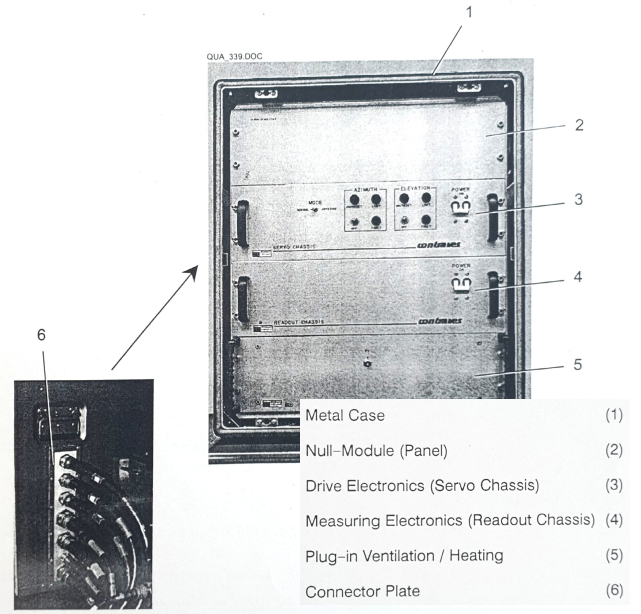 1
QUA_339.DOC
2
AZIMUTH
ELEVATION
POWER
MODE
3
SERVO CHASSIS
contraves
POWER
4
READOUT CHASSIS
contraves
6
5
Metal Case (1)
Null-Module (Panel) (2)
Drive Electronics (Servo Chassis) (3)
Measuring Electronics (Readout Chassis) (4)
Plug-in Ventilation / Heating (5)
Connector Plate (6)